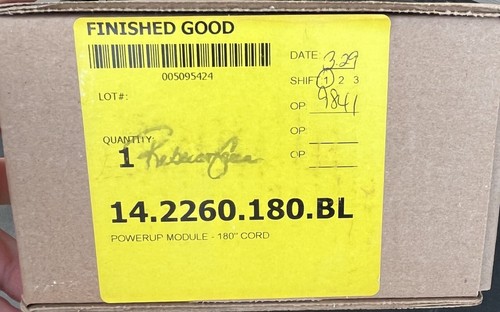 FINISHED GOOD
005095424
DATE: 3.29
SHIFT 1 2 3
LOT#:
OP 9841
OP:
QUANTITY
1
OP
14.2260.180.BL
POWERUP MODULE - 180" CORD